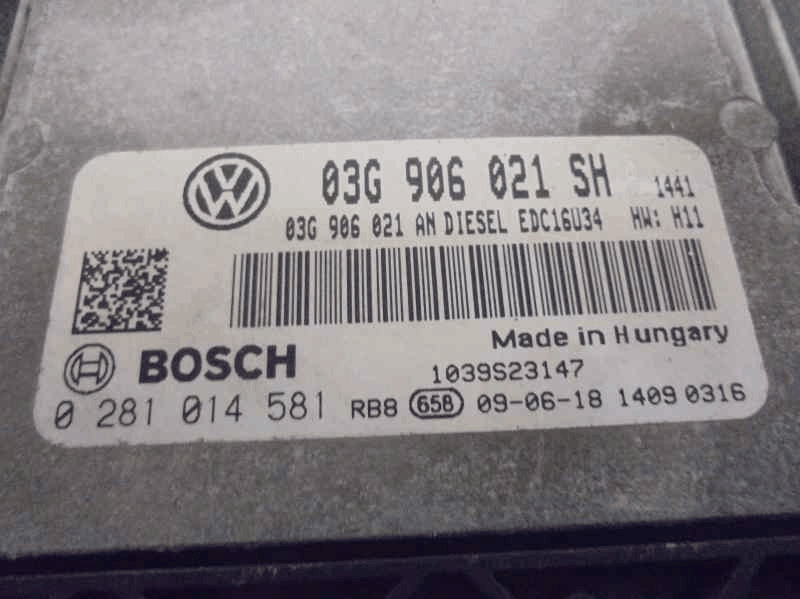 03G 906 021 SH 1441
03G 906 021 AN DIESEL EDC16U34 HW: H11
Made in Hungary
BOSCH
1039S23147
0 281 014 581 RB8 658 09-06-18 1409 0316